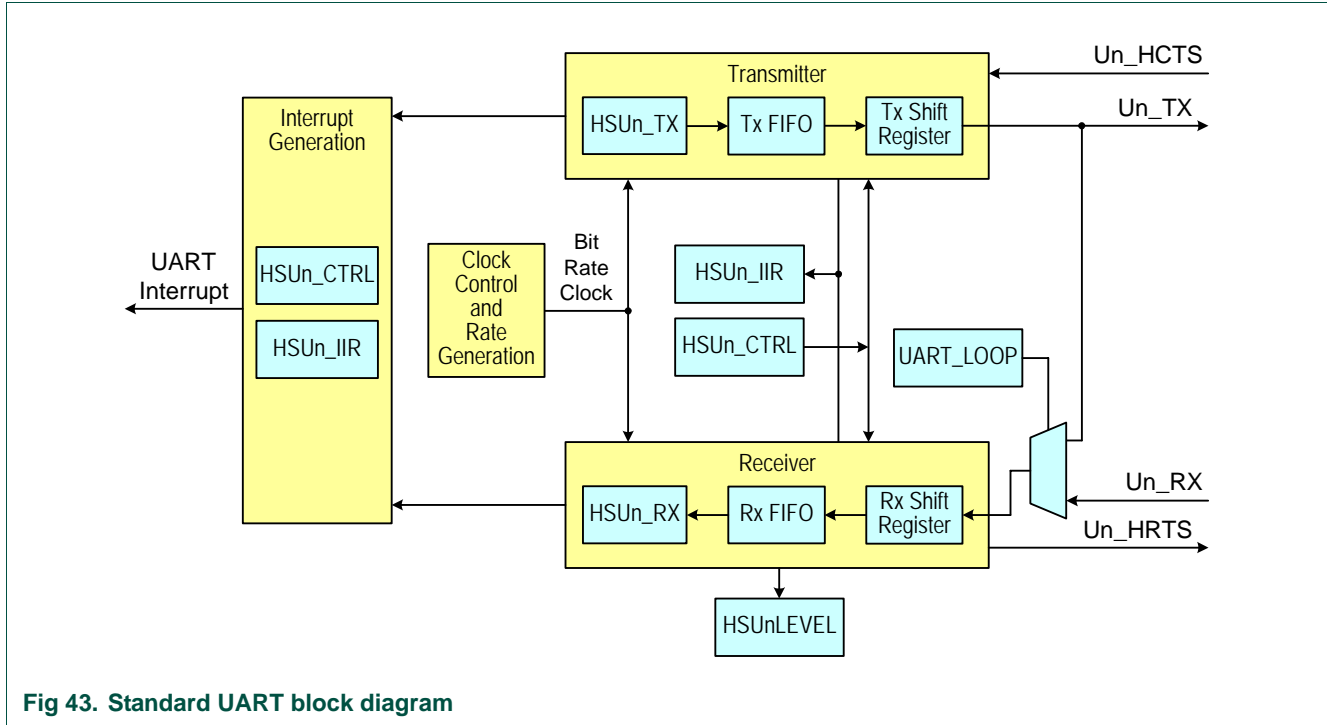 Un_HCTS
Transmitter
HSUn_TX
Tx FIFO
Tx Shift
Register
Un_TX
Interrupt
Generation
HSUn_CTRL
HSUn_IIR
UART
Interrupt
Clock
Control
and
Rate
Generation
Bit
Rate
Clock
HSUn_IIR
HSUn_CTRL
UART_LOOP
Receiver
HSUn_RX
Rx FIFO
Rx Shift
Register
Un_RX
Un_HRTS
HSUnLEVEL
Fig 43. Standard UART block diagram